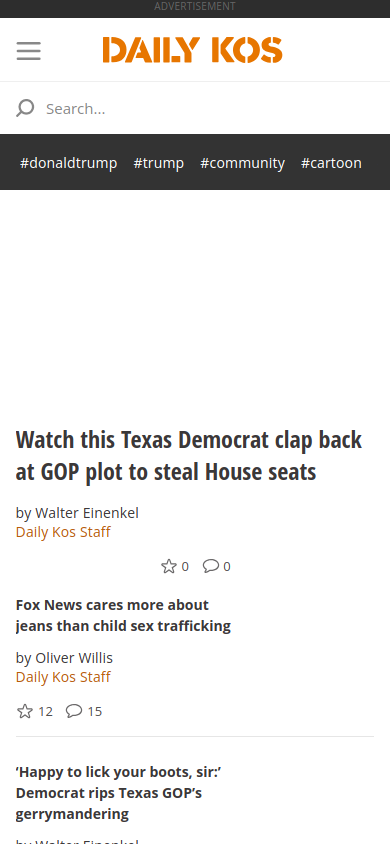 ADVERTISEMENT
DAILY KOS
Search...
#donaldtrump #trump #community #cartoon
Watch this Texas Democrat clap back
at GOP plot to steal House seats
by Walter Einenkel
Daily Kos Staff
0 0
Fox News cares more about
jeans than child sex trafficking
by Oliver Willis
Daily Kos Staff
12 15
‘Happy to lick your boots, sir:’
Democrat rips Texas GOP’s
gerrymandering
by Walter Einenkel